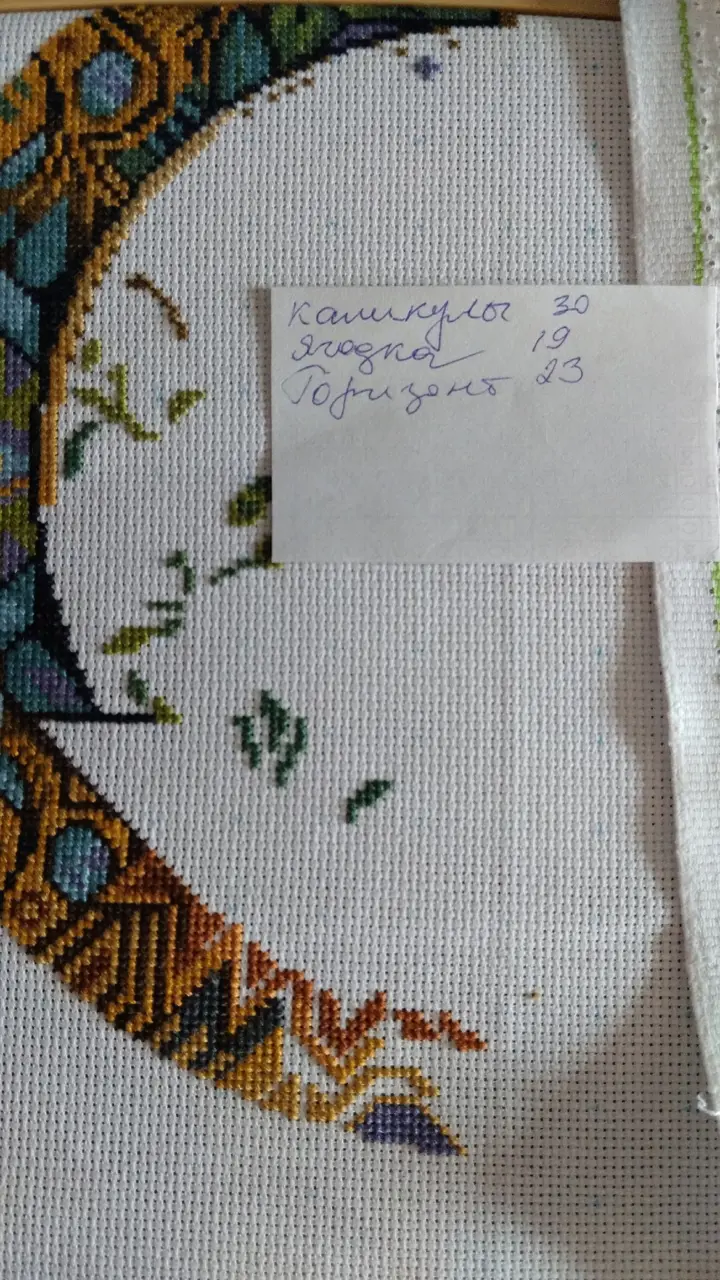 каникулы 30
ягодка 19
Горизонт 23